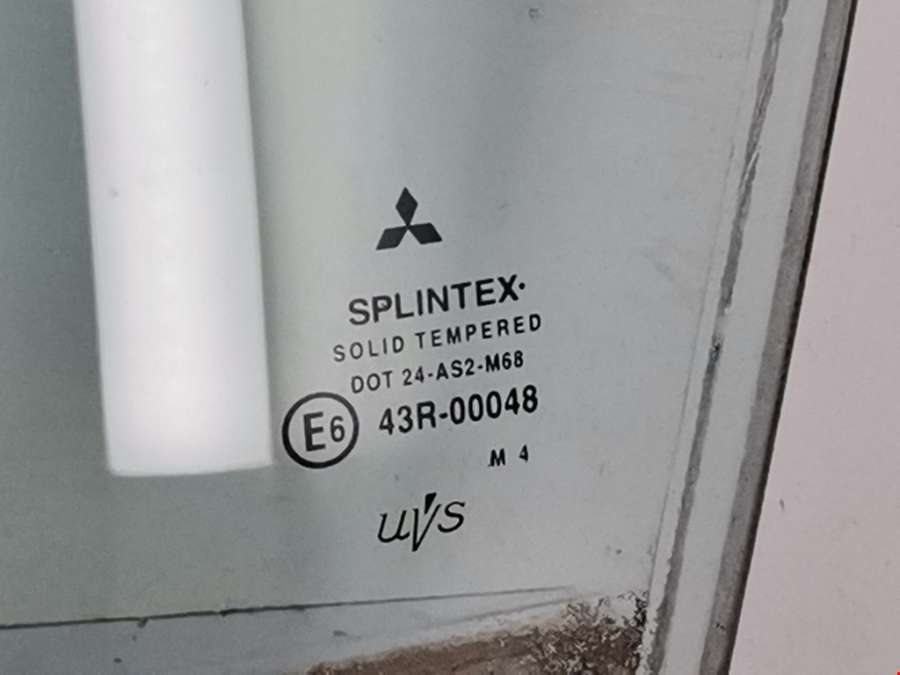 SPLINTEX
SOLID TEMPERED
DOT 24-AS2-M68
E6 43R-00048
M 4
uVs